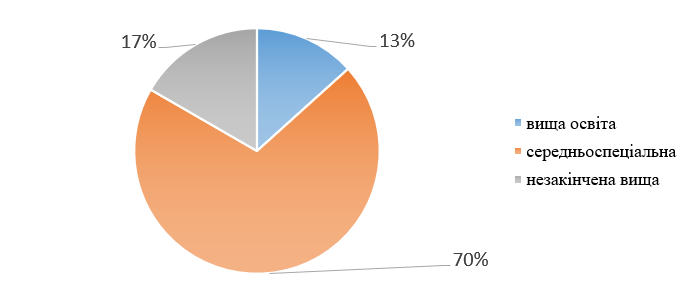 17%
13%
вища освіта
середньоспеціальна
незакінчена вища
70%